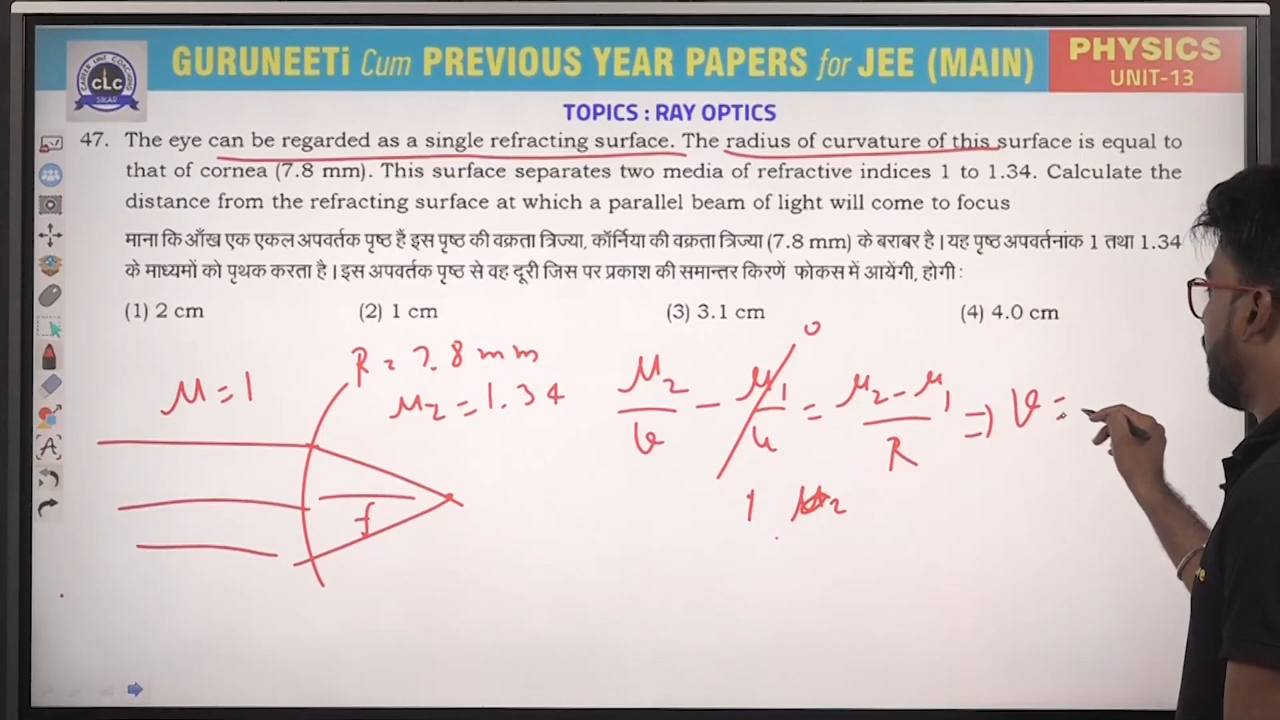 GURUNEETi Cum PREVIOUS YEAR PAPERS for JEE (MAIN)
PHYSICS
UNIT-13
CLC
SIKAR
TOPICS : RAY OPTICS
47. The eye can be regarded as a single refracting surface. The radius of curvature of this surface is equal to
that of cornea (7.8 mm). This surface separates two media of refractive indices 1 to 1.34. Calculate the
distance from the refracting surface at which a parallel beam of light will come to focus
माना कि आँख एक एकल अपवर्तक पृष्ठ हैं इस पृष्ठ की वक्रता त्रिज्या, कॉर्निया की वक्रता त्रिज्या (7.8 mm) के बराबर है। यह पृष्ठ अपवर्तनांक 1 तथा 1.34
के माध्यमों को पृथक करता है। इस अपवर्तक पृष्ठ से वह दूरी जिस पर प्रकाश की समान्तर किरणें फोकस में आयेंगी, होगी :
(1) 2 cm (2) 1 cm (3) 3.1 cm (4) 4.0 cm
μ = 1
R = 7.8 mm
μ2 = 1.34
f
μ2/v - μ1/u = μ2 - μ1/R ⇒ v =
0
1
A